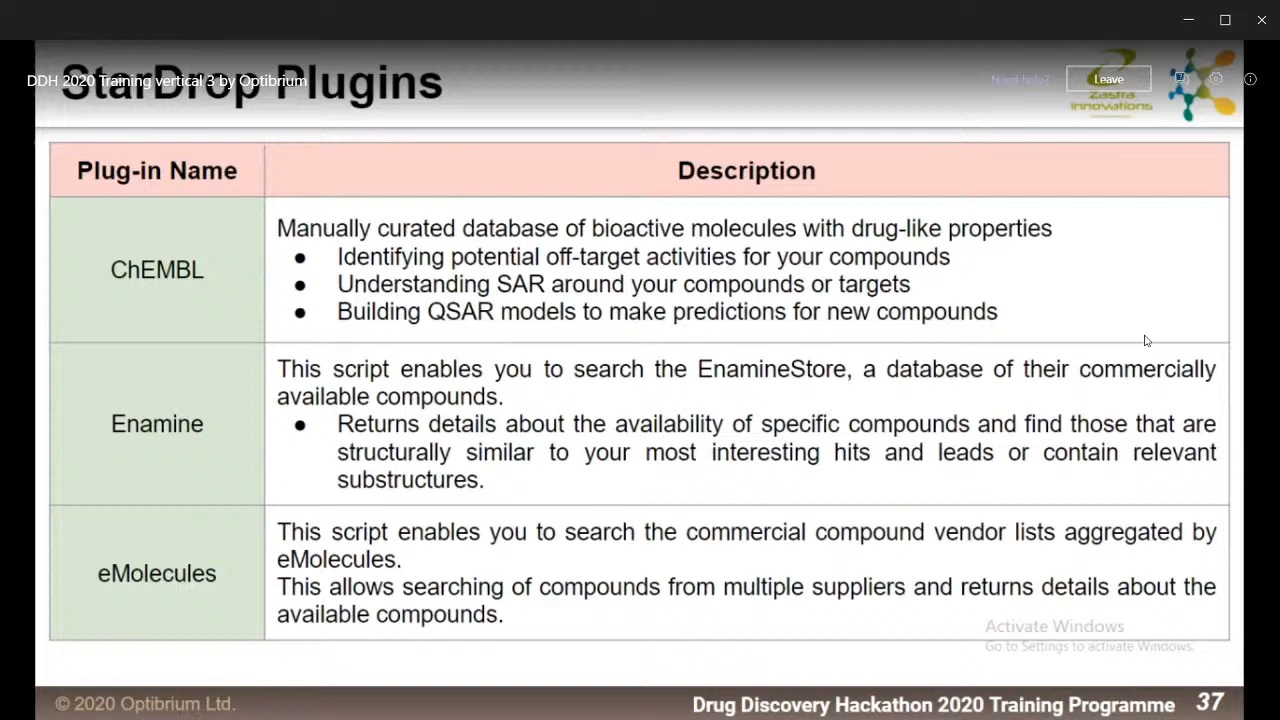 StarDrop Plugins
DDH 2020 Training vertical 3 by Optibrium
Need help?
Leave
Zastra
innovations
Plug-in Name
Description
ChEMBL
Manually curated database of bioactive molecules with drug-like properties
● Identifying potential off-target activities for your compounds
● Understanding SAR around your compounds or targets
● Building QSAR models to make predictions for new compounds
Enamine
This script enables you to search the EnamineStore, a database of their commercially
available compounds.
● Returns details about the availability of specific compounds and find those that are
structurally similar to your most interesting hits and leads or contain relevant
substructures.
eMolecules
This script enables you to search the commercial compound vendor lists aggregated by
eMolecules.
This allows searching of compounds from multiple suppliers and returns details about the
available compounds.
Activate Windows
Go to Settings to activate Windows.
© 2020 Optibrium Ltd.
Drug Discovery Hackathon 2020 Training Programme 37